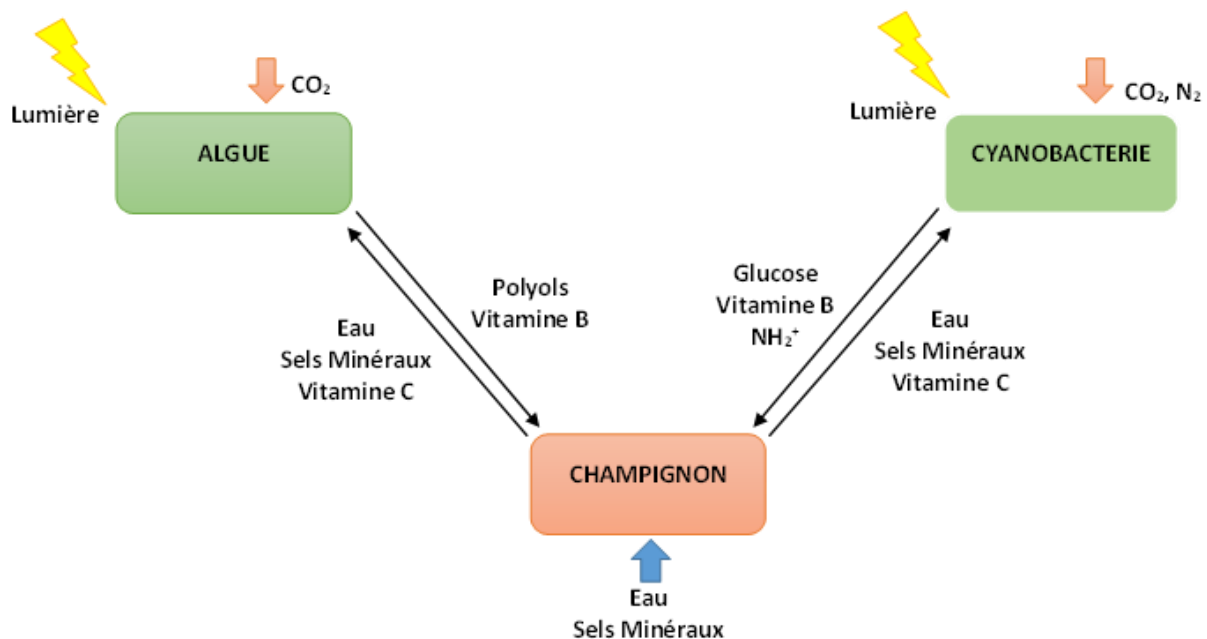 Lumière
CO₂
ALGUE
Lumière
CO₂, N₂
CYANOBACTERIE
Polyols
Vitamine B
Eau
Sels Minéraux
Vitamine C
Glucose
Vitamine B
NH₂⁺
Eau
Sels Minéraux
Vitamine C
CHAMPIGNON
Eau
Sels Minéraux